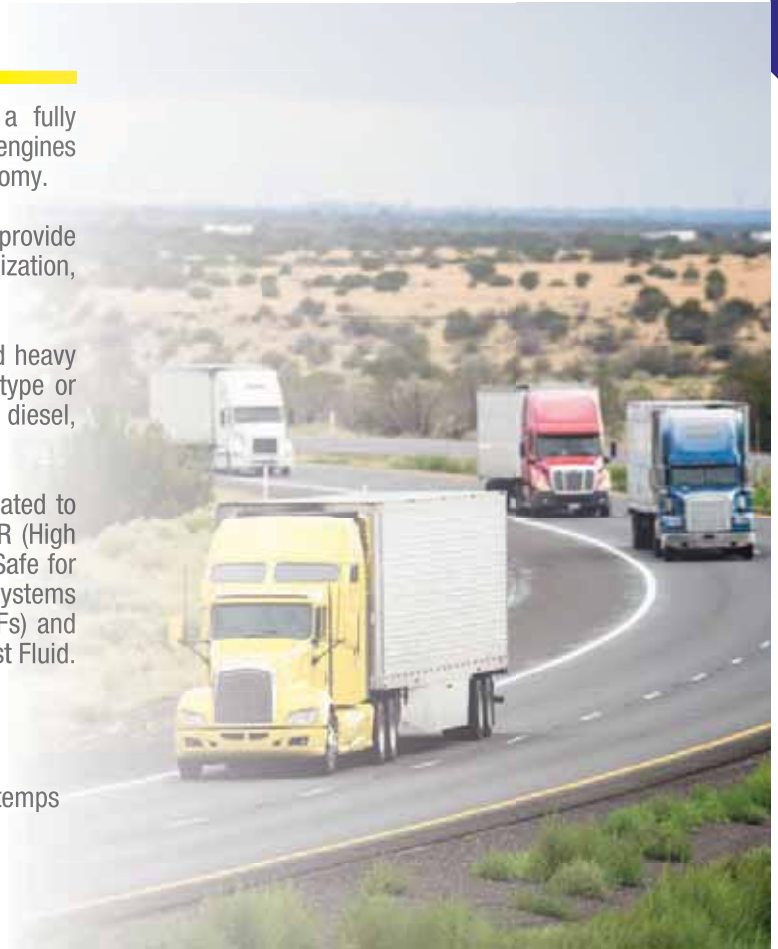 a fully
engines
omy.
provide
ization,
d heavy
type or
diesel,
ated to
R (High
Safe for
ystems
Fs) and
st Fluid.
temps